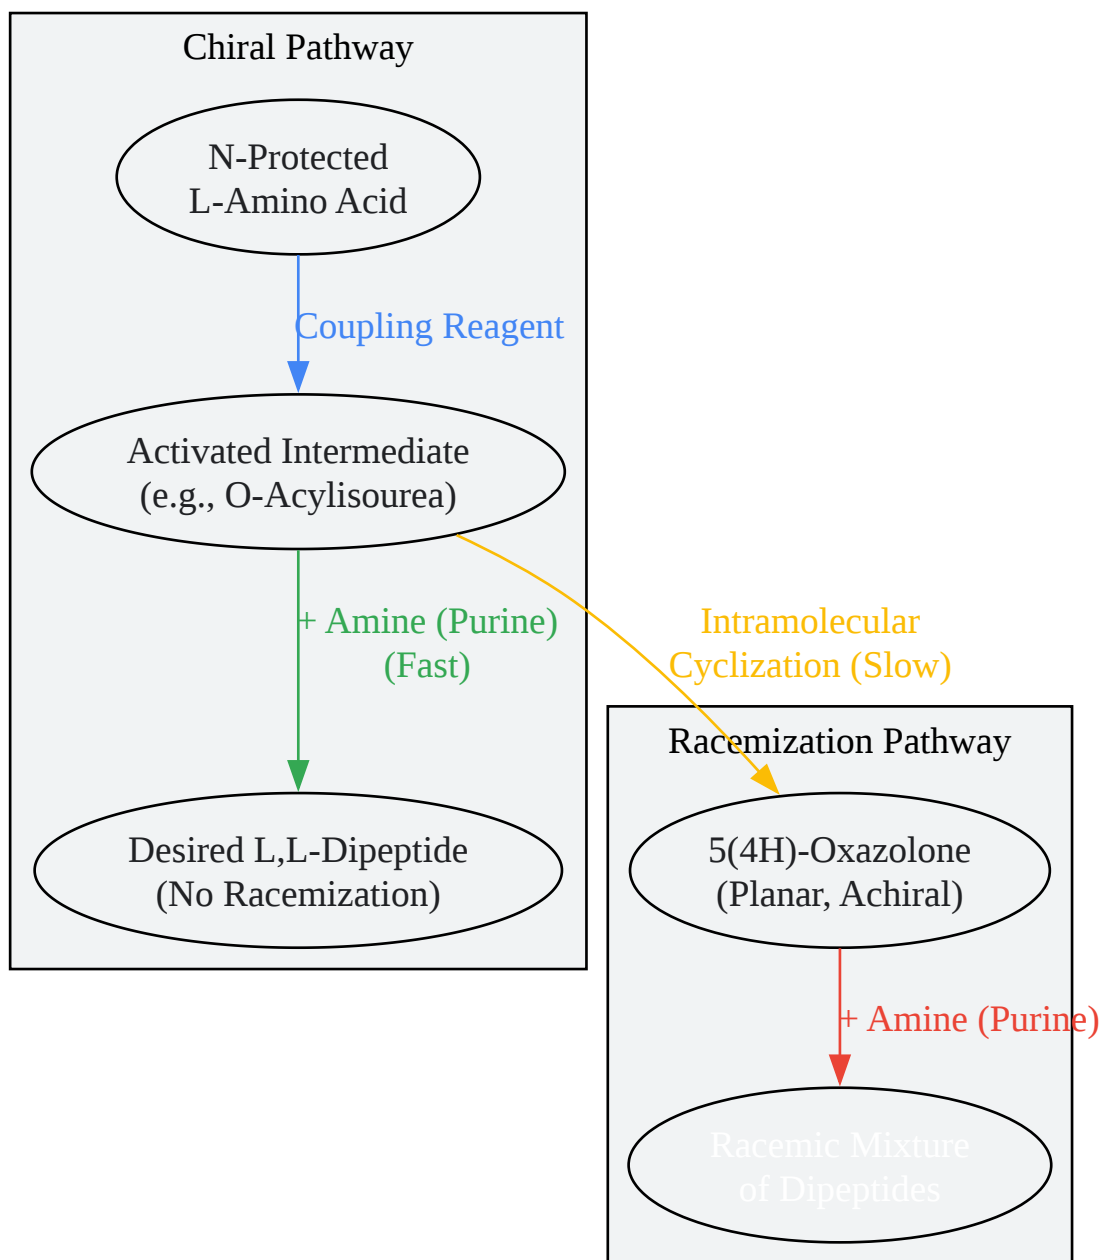 Chiral Pathway
N-Protected
L-Amino Acid
Coupling Reagent
Activated Intermediate
(e.g., O-Acylisourea)
+ Amine (Purine)
(Fast)
Intramolecular
Cyclization (Slow)
Desired L,L-Dipeptide
(No Racemization)
Racemization Pathway
5(4H)-Oxazolone
(Planar, Achiral)
+ Amine (Purine)
Racemic Mixture
of Dipeptides